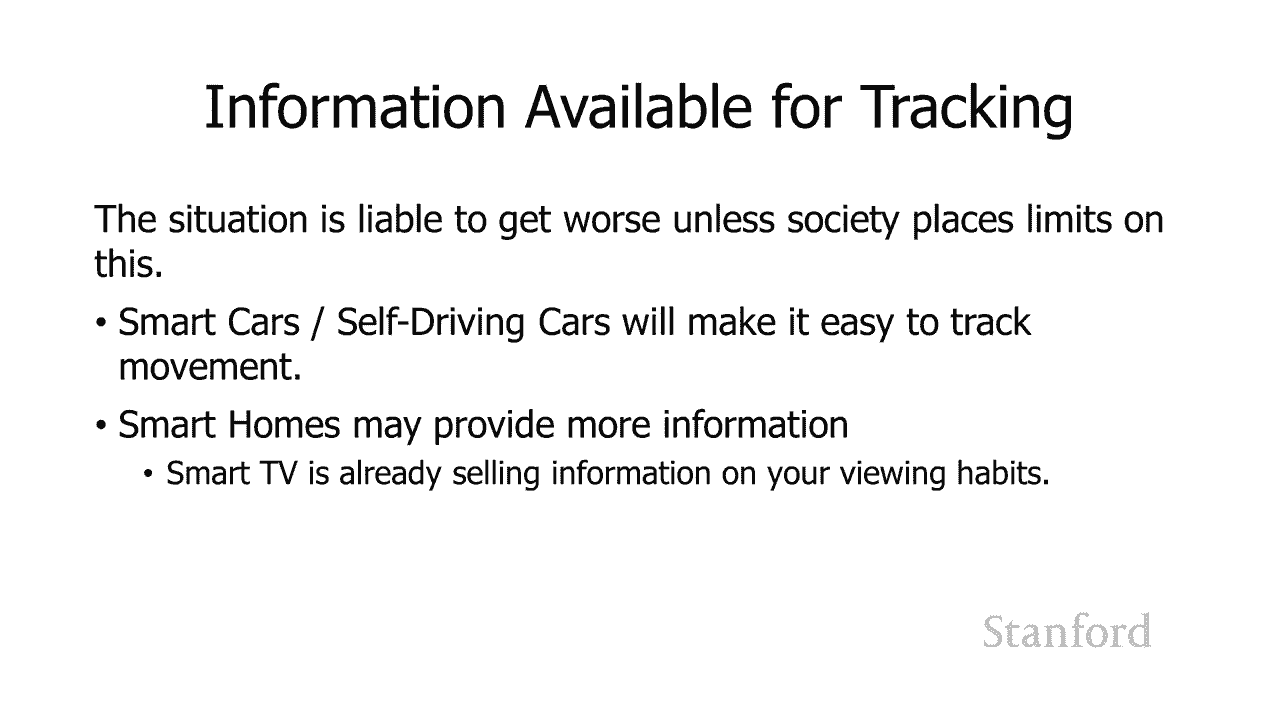 Information Available for Tracking
The situation is liable to get worse unless society places limits on
this.
• Smart Cars / Self-Driving Cars will make it easy to track
movement.
• Smart Homes may provide more information
• Smart TV is already selling information on your viewing habits.
Stanford